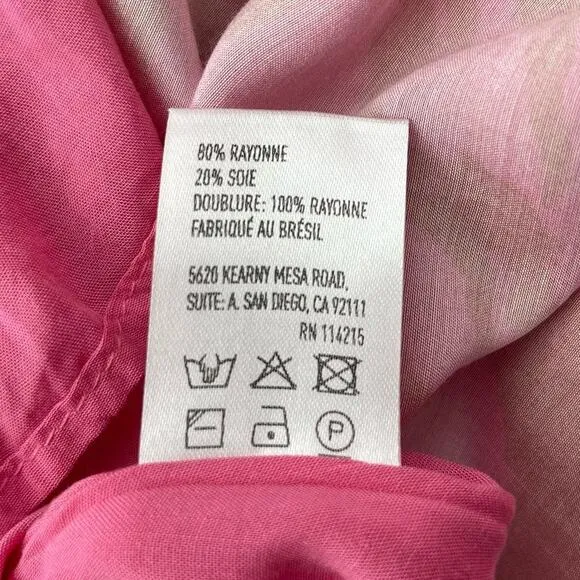 80% RAYONNE
20% SOIE
DOUBLURE: 100% RAYONNE
FABRIQUÉ AU BRÉSIL
5620 KEARNY MESA ROAD,
SUITE: A. SAN DIEGO, CA 92111
RN 114215
P